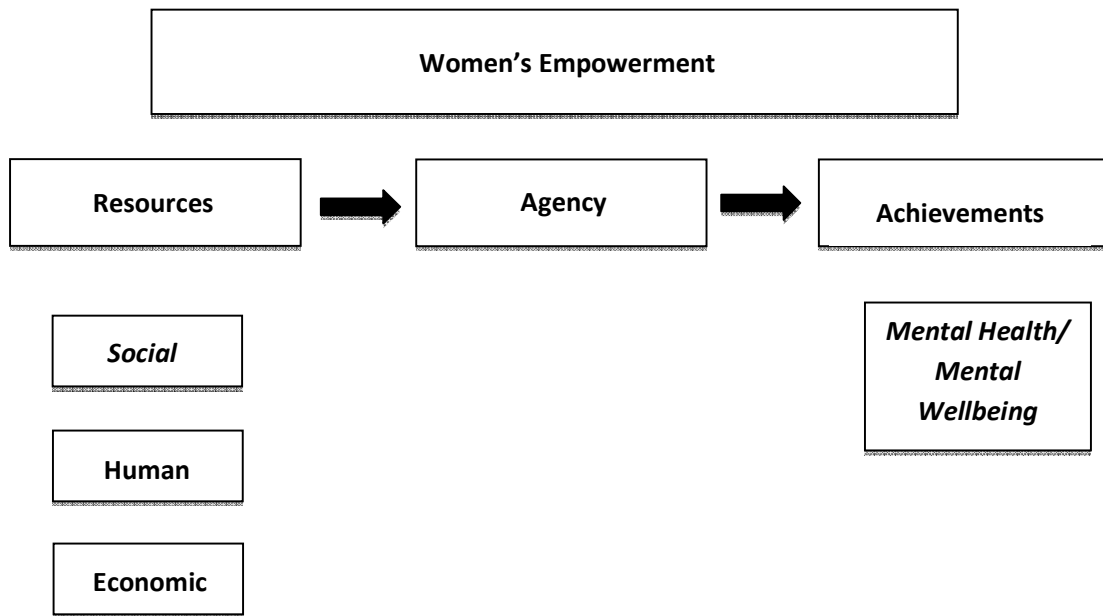 Women’s Empowerment
Resources
Agency
Achievements
Social
Human
Economic
Mental Health/
Mental
Wellbeing